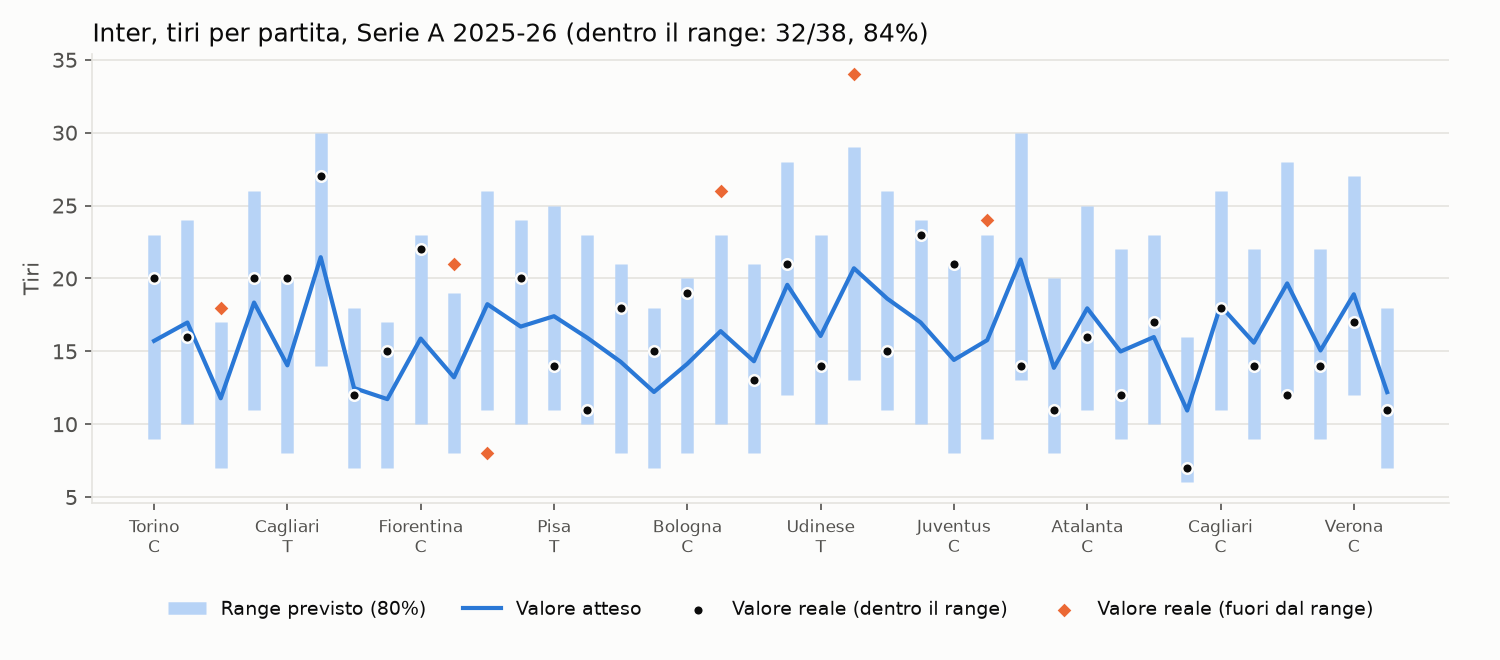 Inter, tiri per partita, Serie A 2025-26 (dentro il range: 32/38, 84%)
35
30
25
20
15
10
5
Tiri
Torino Cagliari Fiorentina Pisa Bologna Udinese Juventus Atalanta Cagliari Verona
C T C T C T C C C C
Range previsto (80%) Valore atteso Valore reale (dentro il range) Valore reale (fuori dal range)